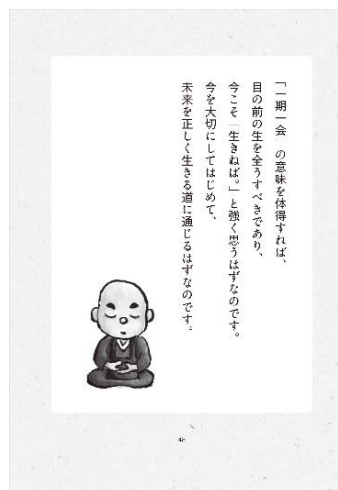 「一期一会　の意味を体得すれば、
目の前の生を全うすべきであり、
今こそ「生きねば。」と強く思うはずなのです。
今を大切にしてはじめて、
未来を正しく生きる道に通じるはずなのです。